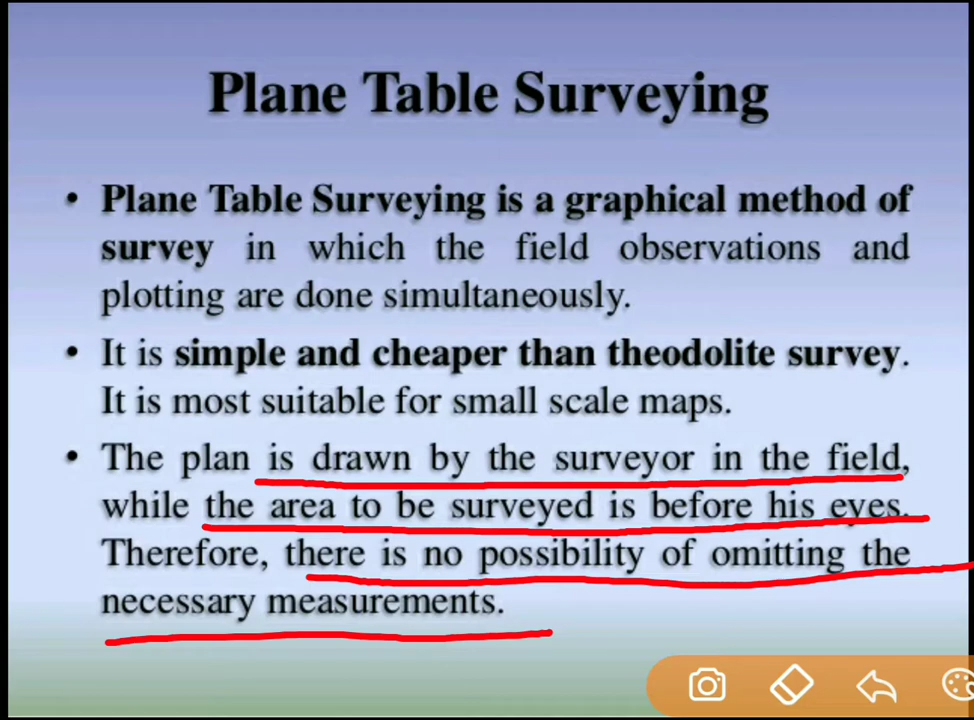 Plane Table Surveying
• Plane Table Surveying is a graphical method of
survey in which the field observations and
plotting are done simultaneously.
• It is simple and cheaper than theodolite survey.
It is most suitable for small scale maps.
• The plan is drawn by the surveyor in the field,
while the area to be surveyed is before his eyes.
Therefore, there is no possibility of omitting the
necessary measurements.